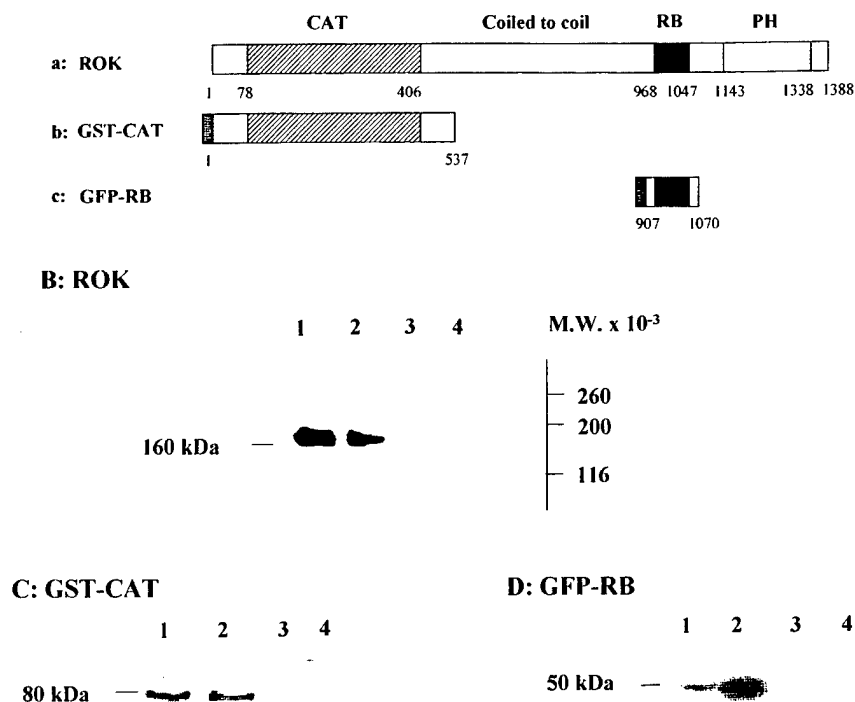 CAT Coiled to coil RB PH
a: ROK
1 78 406 968 1047 1143 1338 1388
b: GST-CAT
1 537
c: GFP-RB
907 1070
B: ROK
1 2 3 4 M.W. x 10-3
260
200
160 kDa
116
C: GST-CAT
1 2 3 4
80 kDa
D: GFP-RB
1 2 3 4
50 kDa